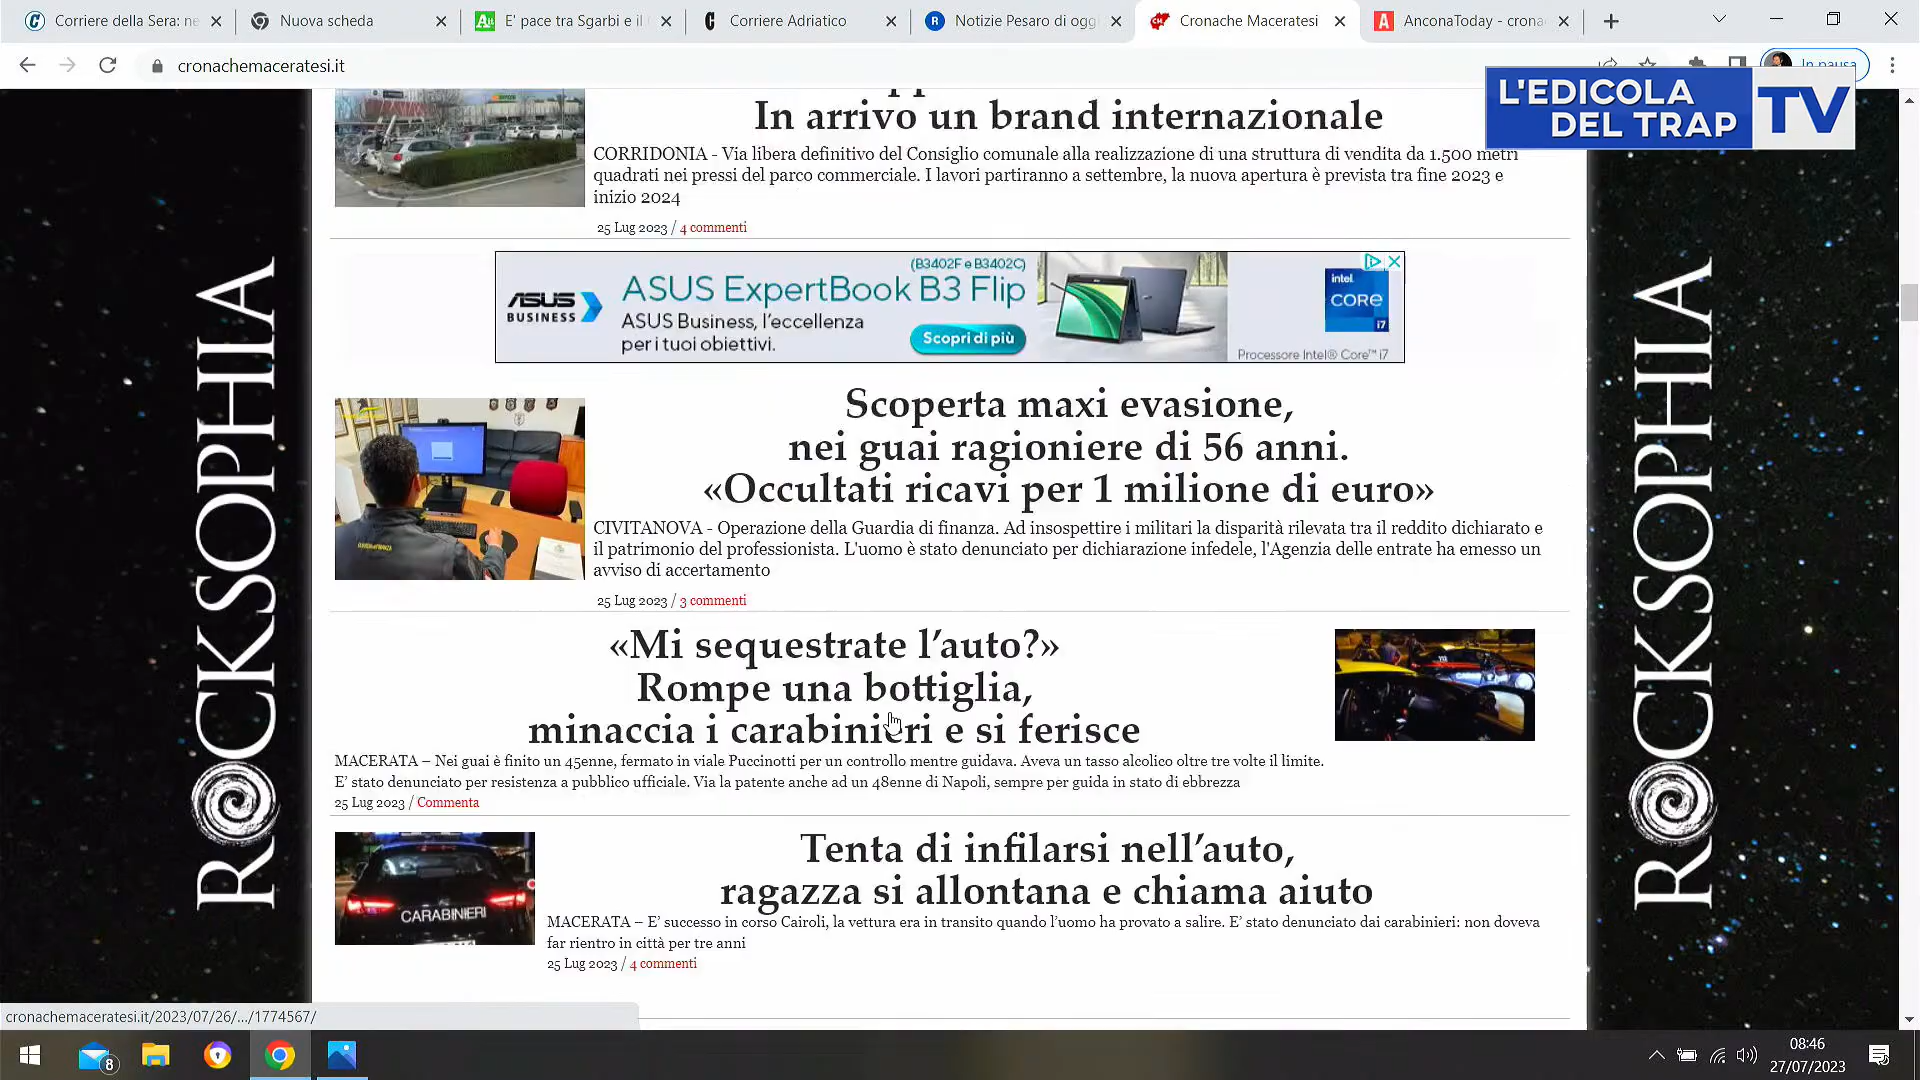 Corriere della Sera: ne
Nuova scheda
E' pace tra Sgarbi e il
Corriere Adriatico
Notizie Pesaro di oggi
Cronache Maceratesi
AnconaToday - crona
cronachemaceratesi.it
In pausa
L'EDICOLA
DEL TRAP
TV
In arrivo un brand internazionale
CORRIDONIA - Via libera definitivo del Consiglio comunale alla realizzazione di una struttura di vendita da 1.500 metri
quadrati nei pressi del parco commerciale. I lavori partiranno a settembre, la nuova apertura è prevista tra fine 2023 e
inizio 2024
25 Lug 2023 / 4 commenti
ASUS
BUSINESS
(B3402F e B3402C)
ASUS ExpertBook B3 Flip
ASUS Business, l'eccellenza
per i tuoi obiettivi.
Scopri di più
intel.
CORE
i7
Processore Intel® Core™ i7
Scoperta maxi evasione,
nei guai ragioniere di 56 anni.
«Occultati ricavi per 1 milione di euro»
CIVITANOVA - Operazione della Guardia di finanza. Ad insospettire i militari la disparità rilevata tra il reddito dichiarato e
il patrimonio del professionista. L'uomo è stato denunciato per dichiarazione infedele, l'Agenzia delle entrate ha emesso un
avviso di accertamento
25 Lug 2023 / 3 commenti
«Mi sequestrate l'auto?»
Rompe una bottiglia,
minaccia i carabinieri e si ferisce
MACERATA – Nei guai è finito un 45enne, fermato in viale Puccinotti per un controllo mentre guidava. Aveva un tasso alcolico oltre tre volte il limite.
E' stato denunciato per resistenza a pubblico ufficiale. Via la patente anche ad un 48enne di Napoli, sempre per guida in stato di ebbrezza
25 Lug 2023 / Commenta
CARABINIERI
Tenta di infilarsi nell'auto,
ragazza si allontana e chiama aiuto
MACERATA – E' successo in corso Cairoli, la vettura era in transito quando l'uomo ha provato a salire. E' stato denunciato dai carabinieri: non doveva
far rientro in città per tre anni
25 Lug 2023 / 4 commenti
ROCKSOPHIA
ROCKSOPHIA
cronachemaceratesi.it/2023/07/26/.../1774567/
8
08:46
27/07/2023